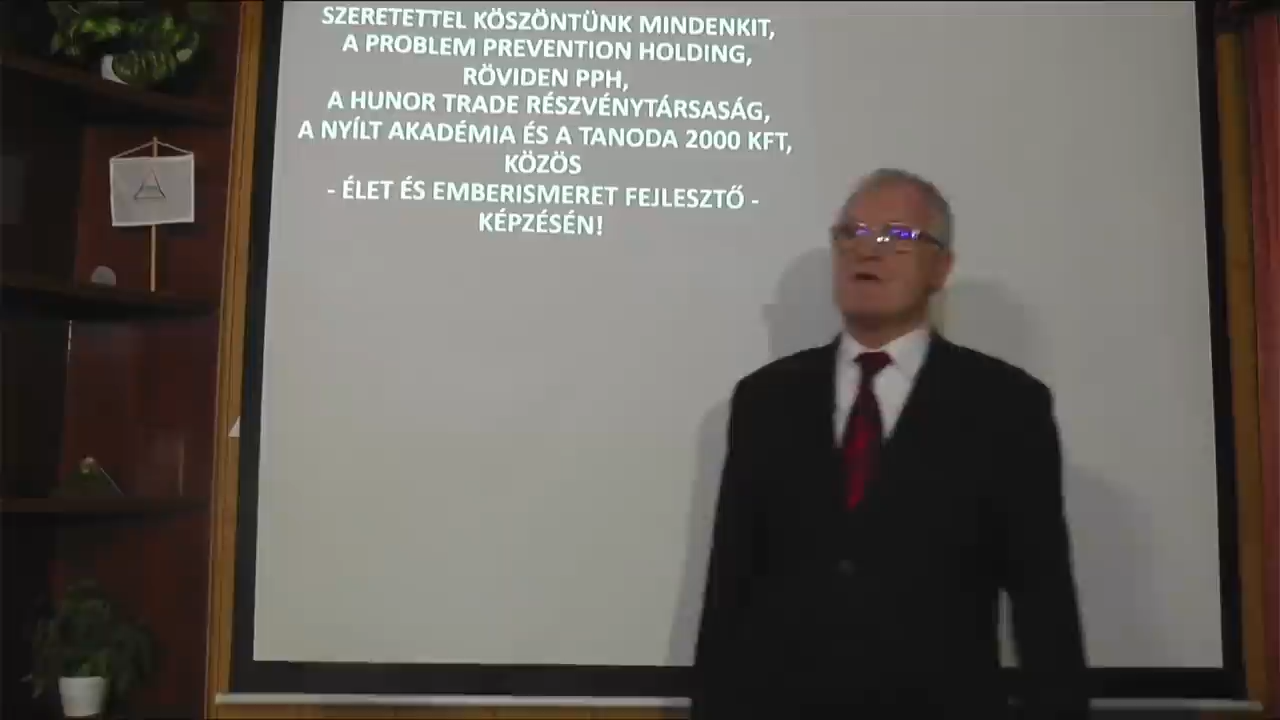 SZERETETTEL KÖSZÖNTÜNK MINDENKIT,
A PROBLEM PREVENTION HOLDING,
RÖVIDEN PPH,
A HUNOR TRADE RÉSZVÉNYTÁRSASÁG,
A NYÍLT AKADÉMIA ÉS A TANODA 2000 KFT,
KÖZÖS
- ÉLET ÉS EMBERISMERET FEJLESZTŐ -
KÉPZÉSÉN!